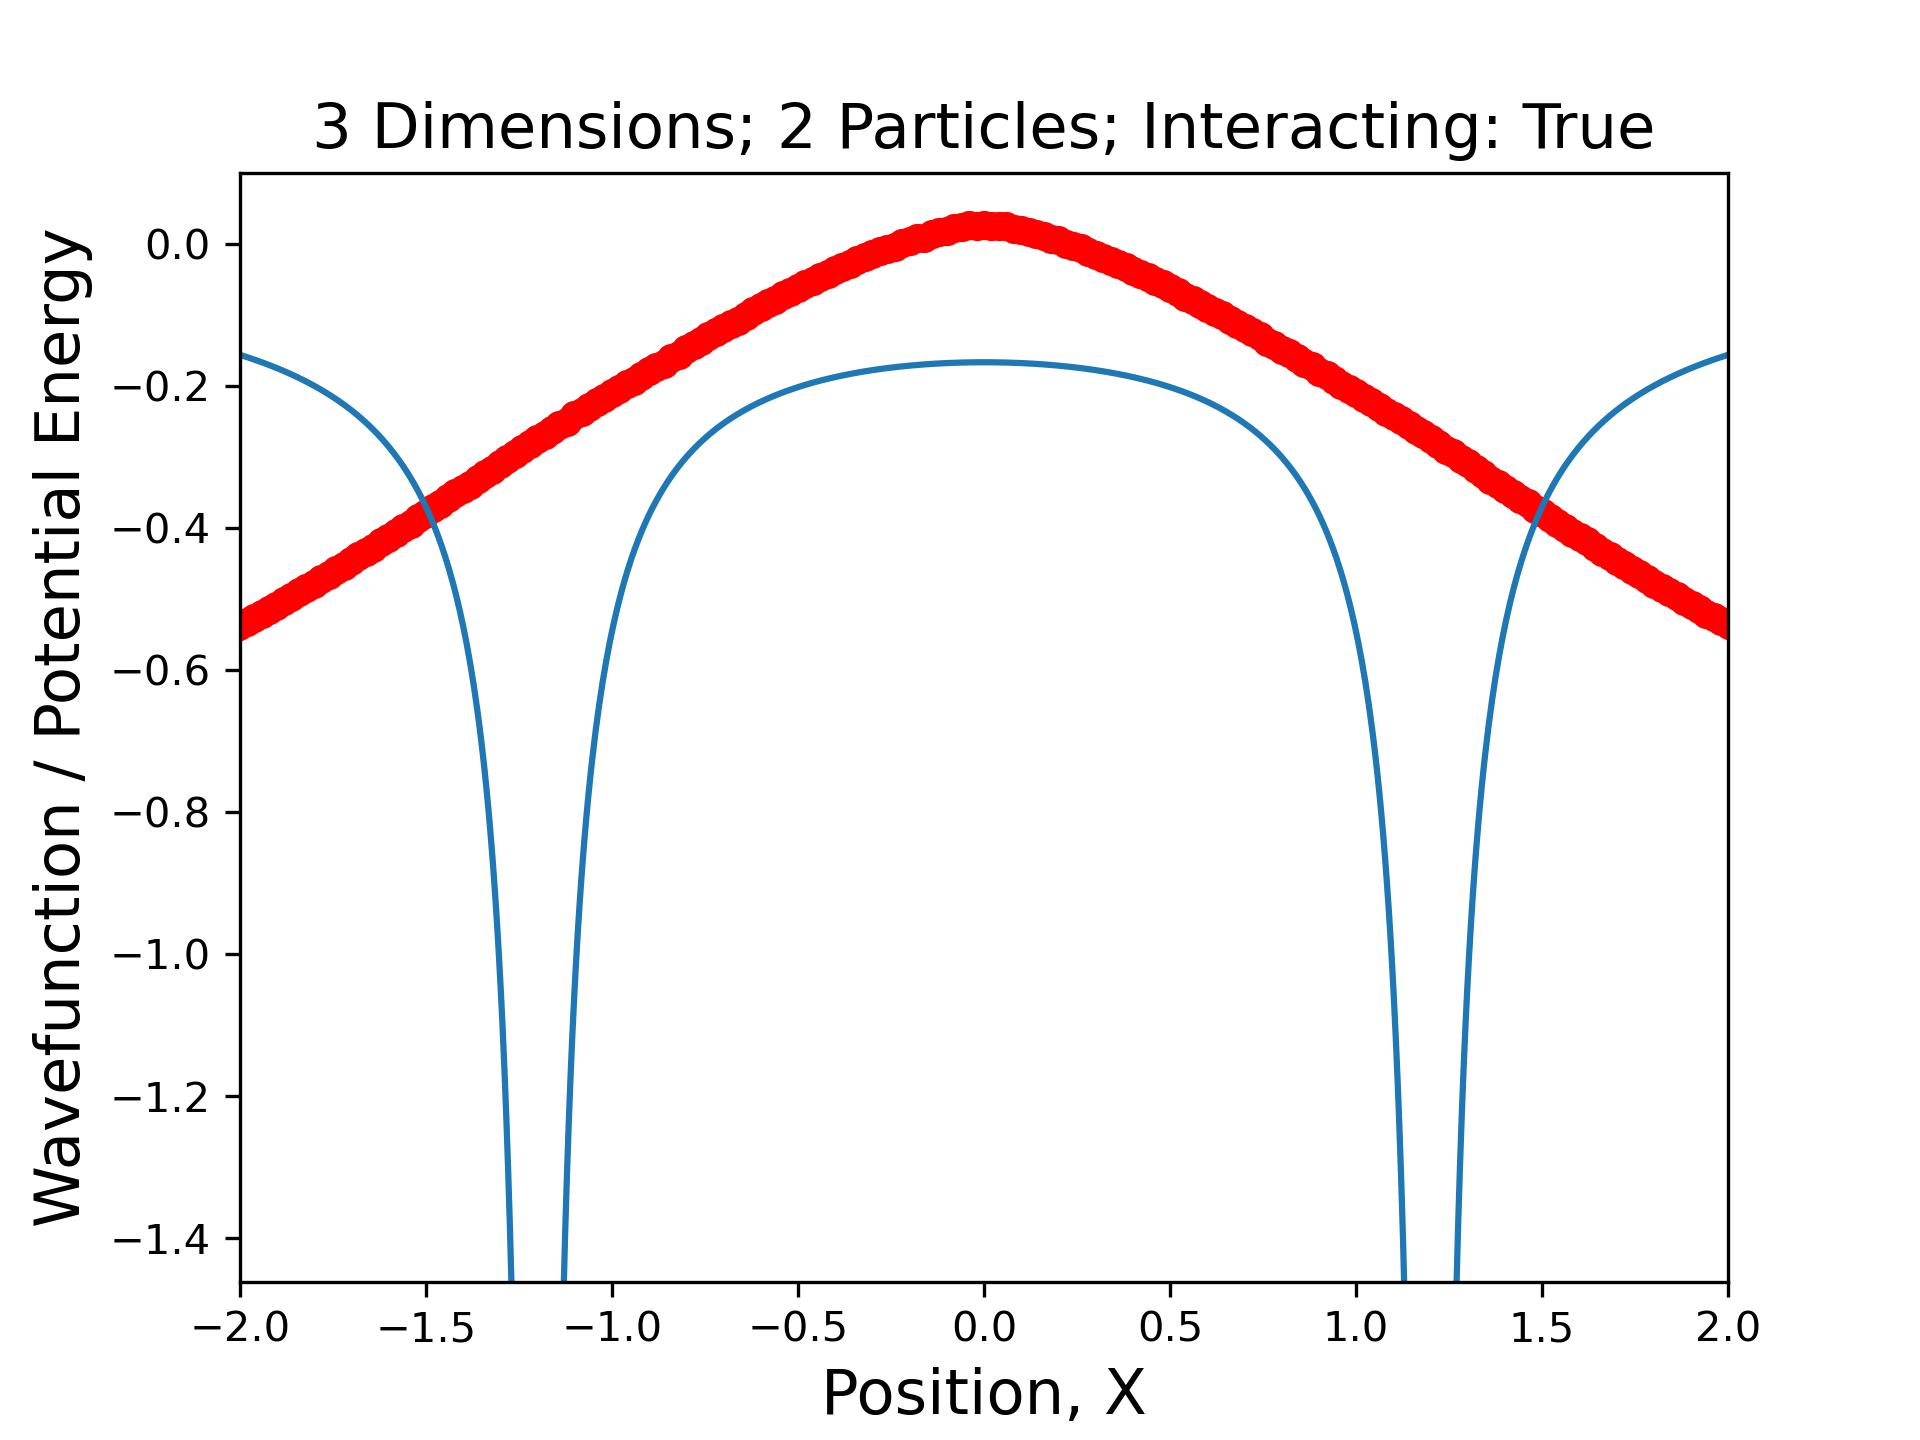 3 Dimensions; 2 Particles; Interacting: True
Wavefunction / Potential Energy
0.0
−0.2
−0.4
−0.6
−0.8
−1.0
−1.2
−1.4
−2.0 −1.5 −1.0 −0.5 0.0 0.5 1.0 1.5 2.0
Position, X